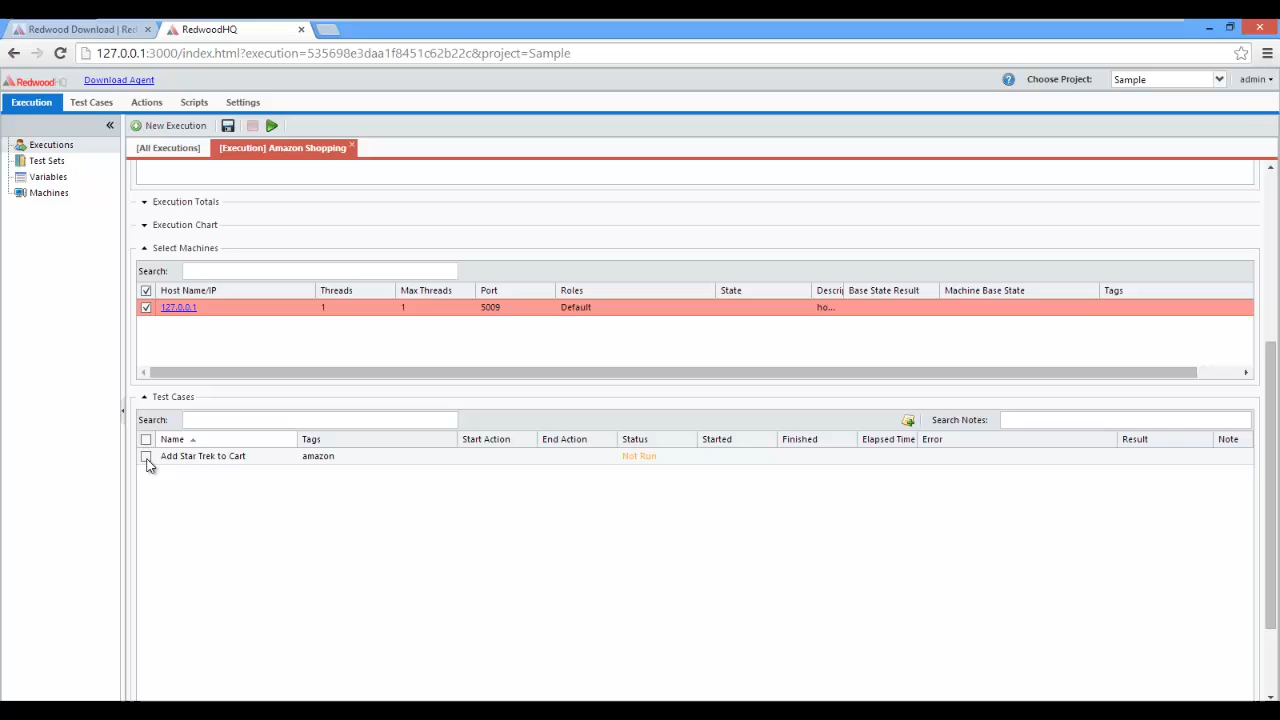 Redwood Download | Red
RedwoodHQ
127.0.0.1:3000/index.html?execution=535698e3daa1f8451c62b22c&project=Sample
RedwoodHQ Download Agent Choose Project: Sample admin
Execution Test Cases Actions Scripts Settings
New Execution
Executions
Test Sets
Variables
Machines
[All Executions] [Execution] Amazon Shopping
Execution Totals
Execution Chart
Select Machines
Search:
Host Name/IP Threads Max Threads Port Roles State Descrip Base State Result Machine Base State Tags
127.0.0.1 1 1 5009 Default ho...
Test Cases
Search: Search Notes:
Name Tags Start Action End Action Status Started Finished Elapsed Time Error Result Note
Add Star Trek to Cart amazon Not Run